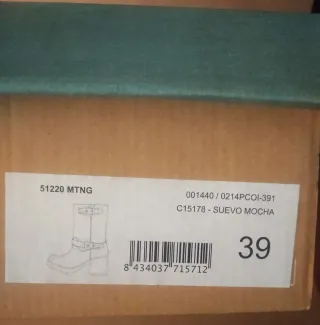 51220 MTNG
001440 / 0214PCOI-391
C15178 - SUEVO MOCHA
39
8 434037 715712